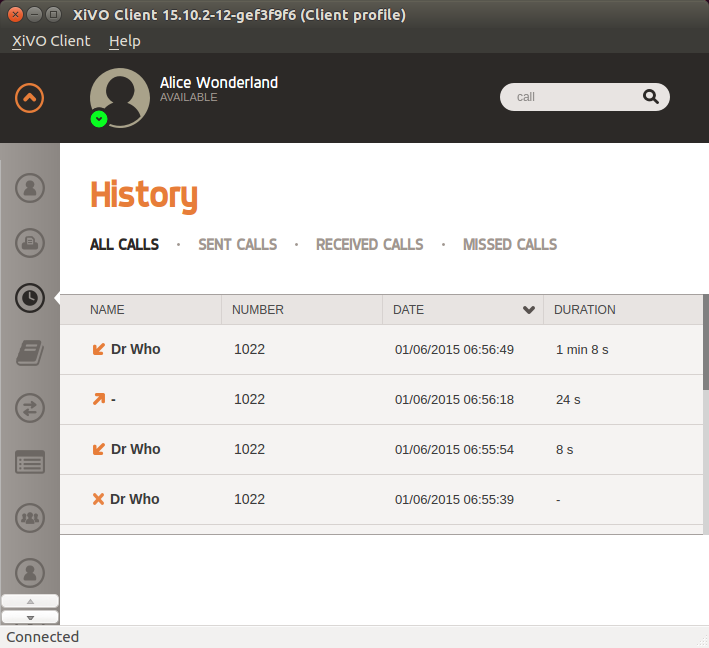 XiVO Client 15.10.2-12-gef3f9f6 (Client profile)
XiVO Client Help
Alice Wonderland
AVAILABLE
call
History
ALL CALLS · SENT CALLS · RECEIVED CALLS · MISSED CALLS
NAME NUMBER DATE DURATION
Dr Who 1022 01/06/2015 06:56:49 1 min 8 s
- 1022 01/06/2015 06:56:18 24 s
Dr Who 1022 01/06/2015 06:55:54 8 s
Dr Who 1022 01/06/2015 06:55:39 -
Connected